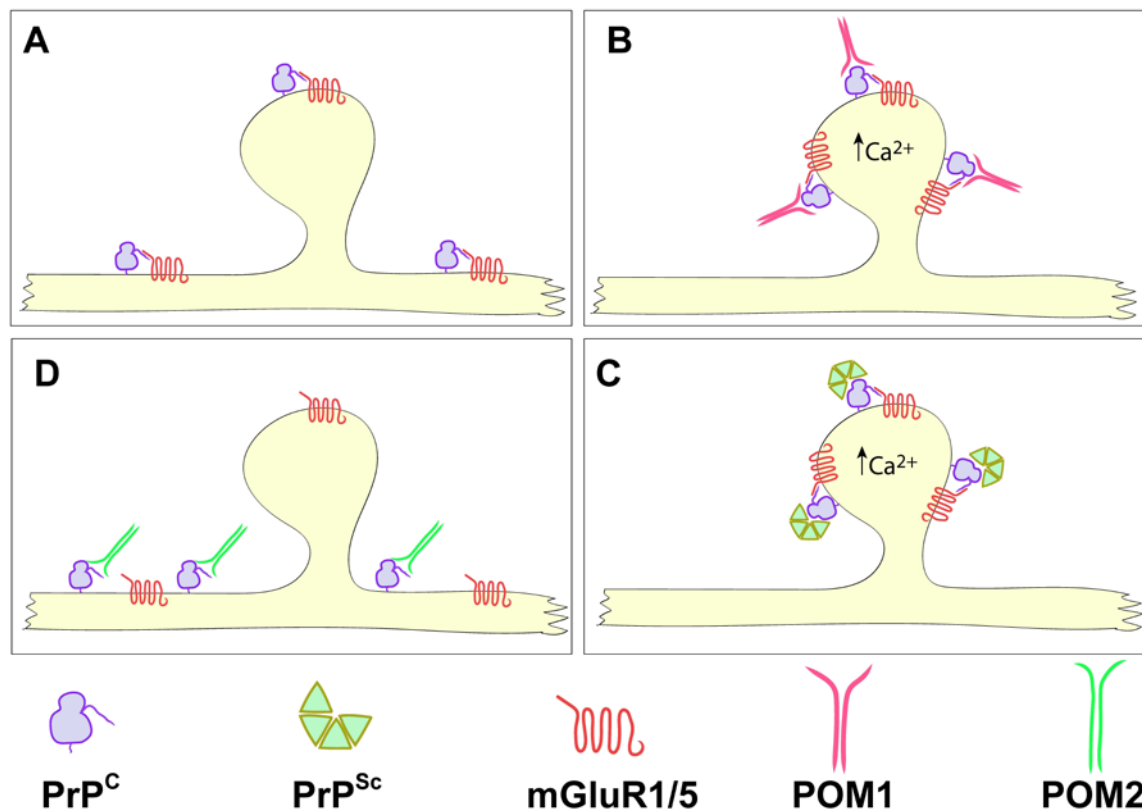 A
B
↑Ca²⁺
D
C
↑Ca²⁺
PrPᶜ
PrPˢᶜ
mGluR1/5
POM1
POM2